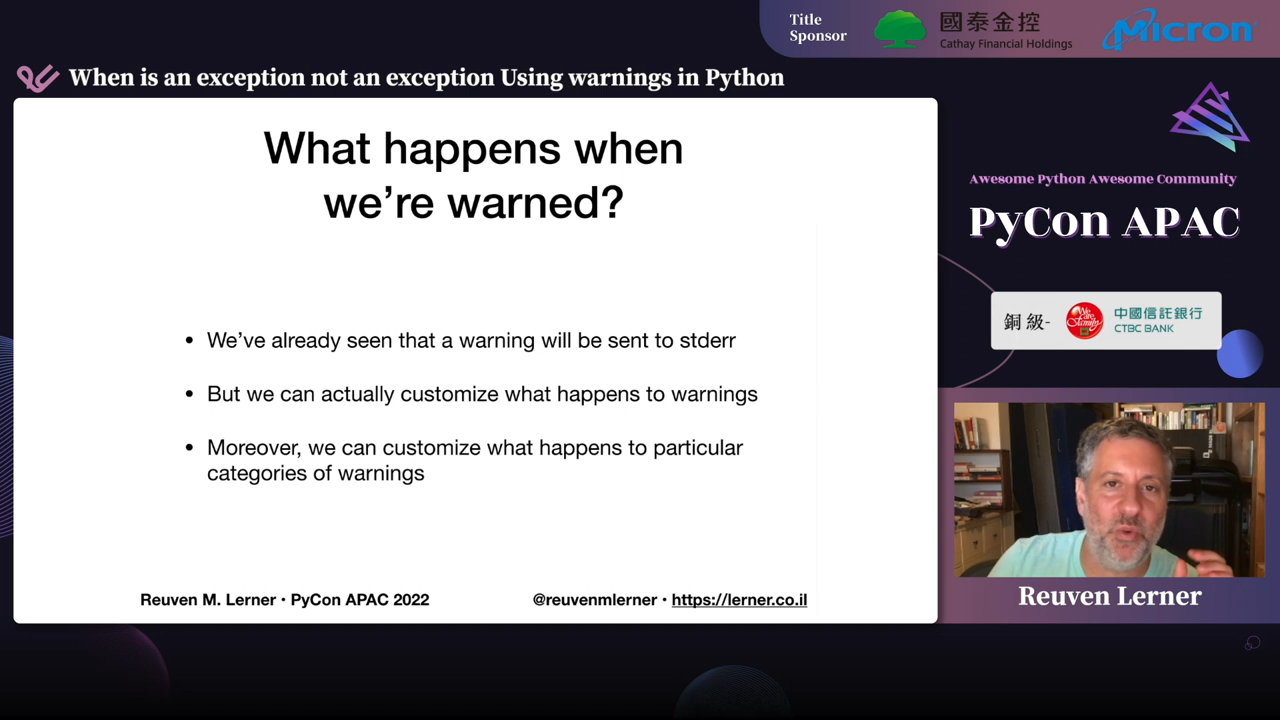 Title
Sponsor
國泰金控
Cathay Financial Holdings
Micron
When is an exception not an exception Using warnings in Python
What happens when
we're warned?
• We've already seen that a warning will be sent to stderr
• But we can actually customize what happens to warnings
• Moreover, we can customize what happens to particular
categories of warnings
Reuven M. Lerner • PyCon APAC 2022
@reuvenmlerner • https://lerner.co.il
Awesome Python Awesome Community
PyCon APAC
銅級-
We are family
中國信託銀行
CTBC BANK
Reuven Lerner